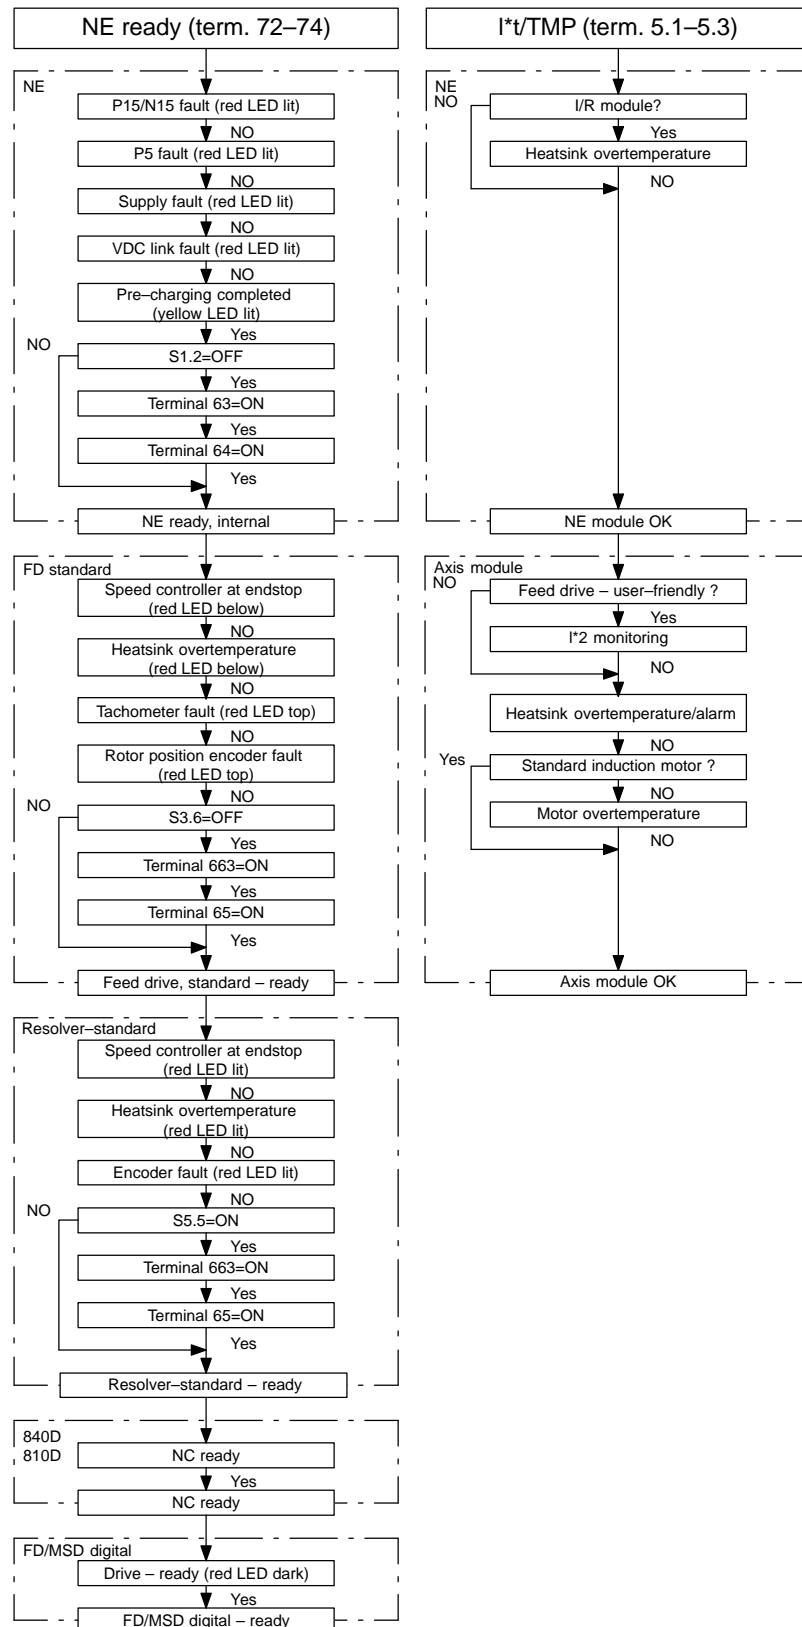 NE ready (term. 72–74)
NE
P15/N15 fault (red LED lit)
NO
P5 fault (red LED lit)
NO
Supply fault (red LED lit)
NO
VDC link fault (red LED lit)
NO
Pre–charging completed
(yellow LED lit)
Yes
NO
S1.2=OFF
Yes
Terminal 63=ON
Yes
Terminal 64=ON
Yes
NE ready, internal
FD standard
Speed controller at endstop
(red LED below)
NO
Heatsink overtemperature
(red LED below)
NO
Tachometer fault (red LED top)
NO
Rotor position encoder fault
(red LED top)
NO
NO
S3.6=OFF
Yes
Terminal 663=ON
Yes
Terminal 65=ON
Yes
Feed drive, standard – ready
Resolver–standard
Speed controller at endstop
(red LED lit)
NO
Heatsink overtemperature
(red LED lit)
NO
Encoder fault (red LED lit)
NO
NO
S5.5=ON
Yes
Terminal 663=ON
Yes
Terminal 65=ON
Yes
Resolver–standard – ready
840D
810D
NC ready
Yes
NC ready
FD/MSD digital
Drive – ready (red LED dark)
Yes
FD/MSD digital – ready
I*t/TMP (term. 5.1–5.3)
NE
NO
I/R module?
Yes
Heatsink overtemperature
NO
NE module OK
Axis module
NO
Feed drive – user–friendly ?
Yes
I*2 monitoring
NO
Heatsink overtemperature/alarm
NO
Yes
Standard induction motor ?
NO
Motor overtemperature
NO
Axis module OK